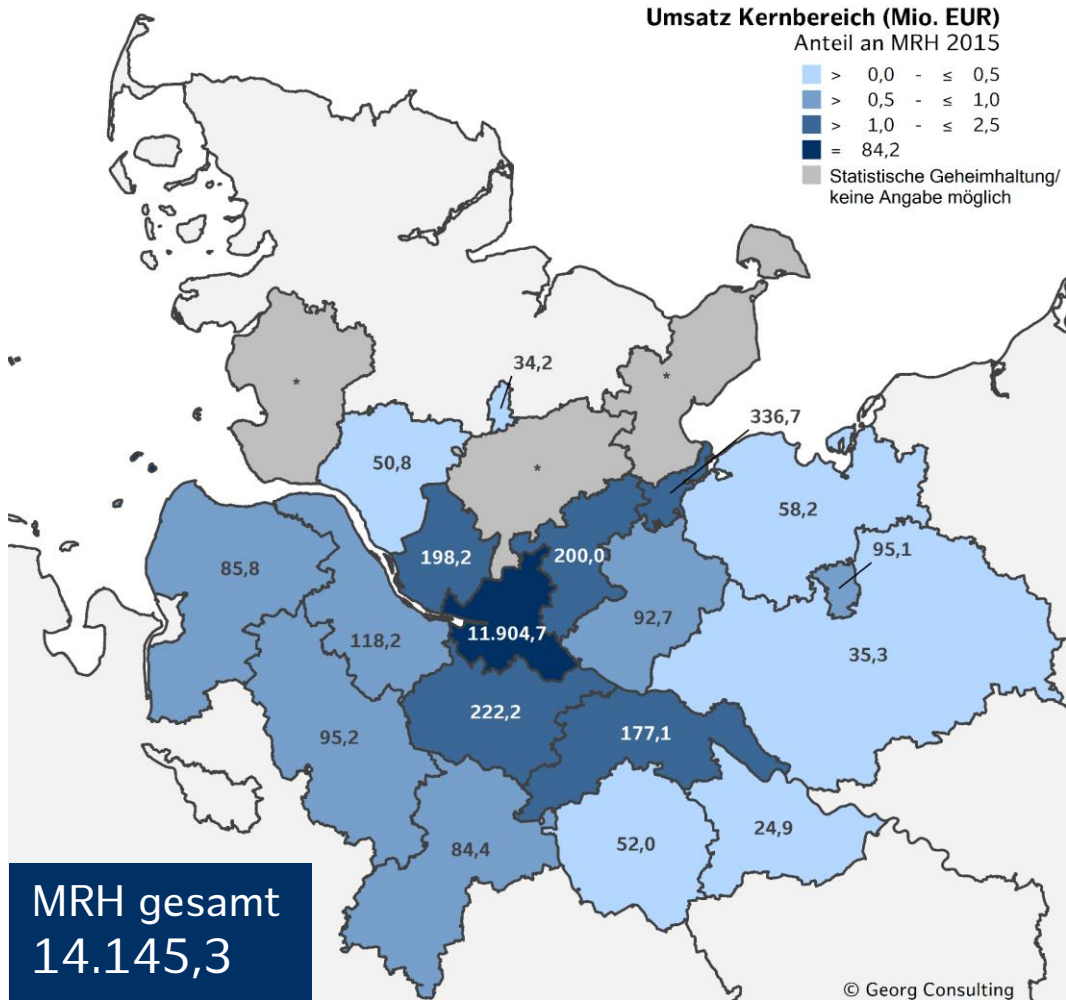 Umsatz Kernbereich (Mio. EUR)
Anteil an MRH 2015
> 0,0 - ≤ 0,5
> 0,5 - ≤ 1,0
> 1,0 - ≤ 2,5
= 84,2
Statistische Geheimhaltung/
keine Angabe möglich
34,2
*
*
336,7
50,8
*
58,2
198,2
200,0
95,1
85,8
92,7
11.904,7
118,2
35,3
222,2
177,1
95,2
24,9
52,0
84,4
MRH gesamt
14.145,3
© Georg Consulting